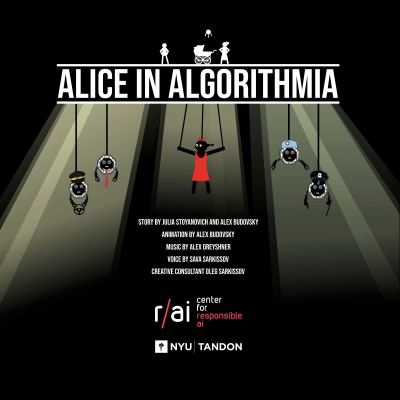 ALICE IN ALGORITHMIA
STORY BY JULIA STOYANOVICH AND ALEX BUDOVSKY
ANIMATION BY ALEX BUDOVSKY
MUSIC BY ALEX DREYSHNER
VOICE BY SAVA SARKISSOV
CREATIVE CONSULTANT OLEG SARKISSOV
r/ai
center
for
responsible
ai
NYU | TANDON